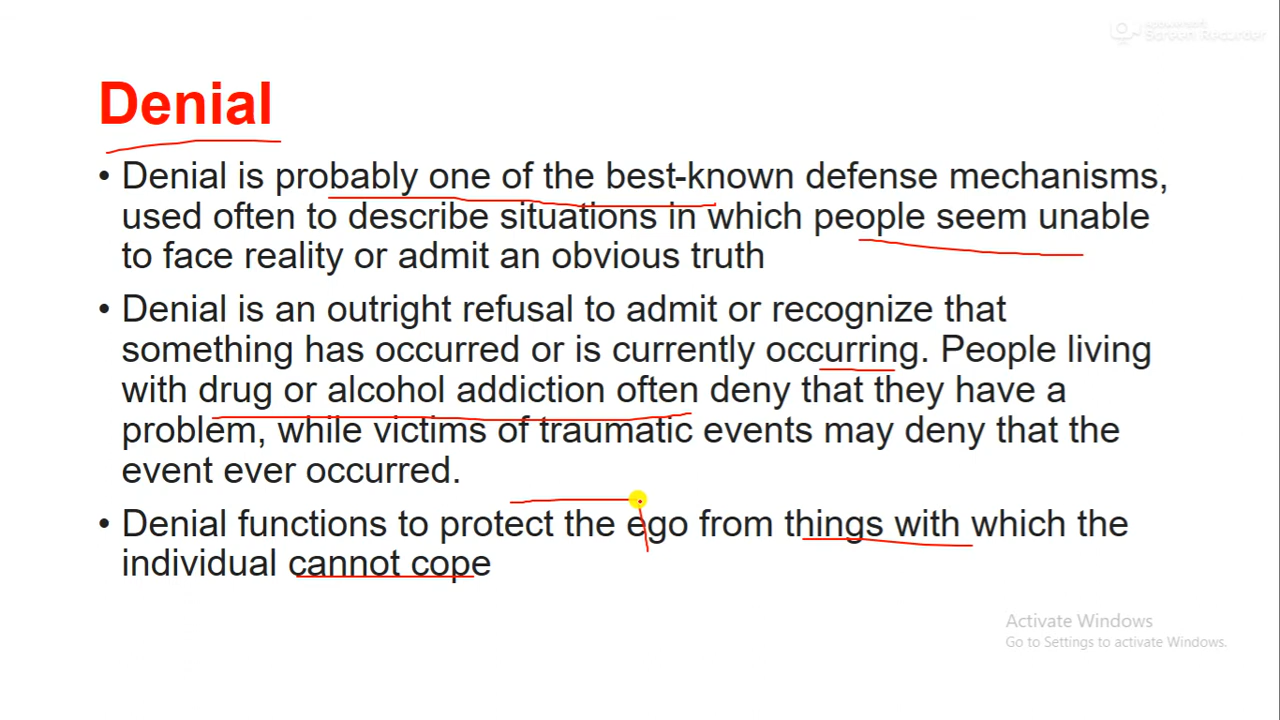 Screen Recorder
Denial
• Denial is probably one of the best-known defense mechanisms,
used often to describe situations in which people seem unable
to face reality or admit an obvious truth
• Denial is an outright refusal to admit or recognize that
something has occurred or is currently occurring. People living
with drug or alcohol addiction often deny that they have a
problem, while victims of traumatic events may deny that the
event ever occurred.
• Denial functions to protect the ego from things with which the
individual cannot cope
Activate Windows
Go to Settings to activate Windows.